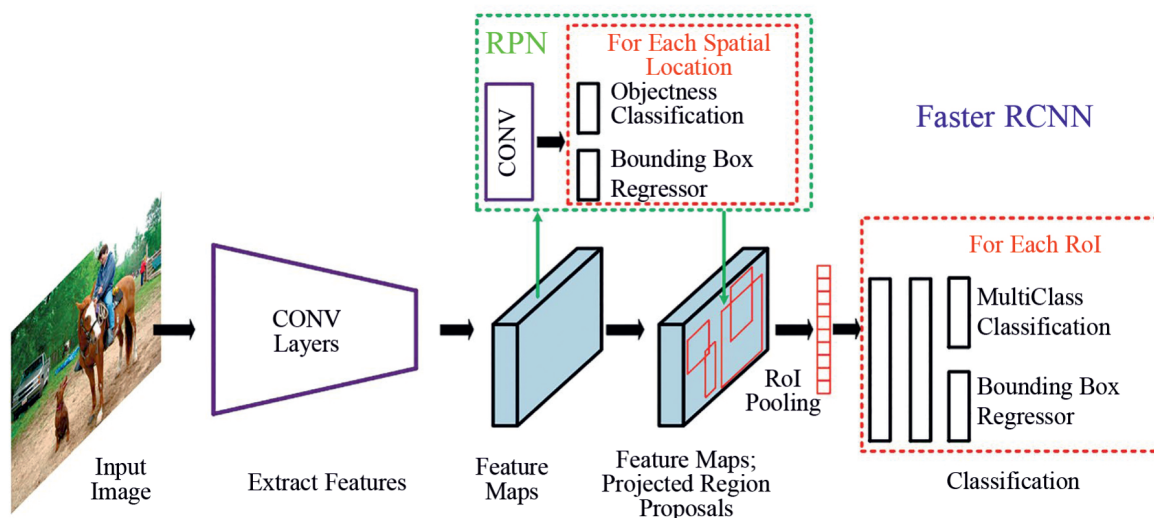 RPN
For Each Spatial
Location
CONV
Objectness
Classification
Bounding Box
Regressor
Faster RCNN
CONV
Layers
RoI
Pooling
For Each RoI
MultiClass
Classification
Bounding Box
Regressor
Input
Image
Extract Features
Feature
Maps
Feature Maps;
Projected Region
Proposals
Classification